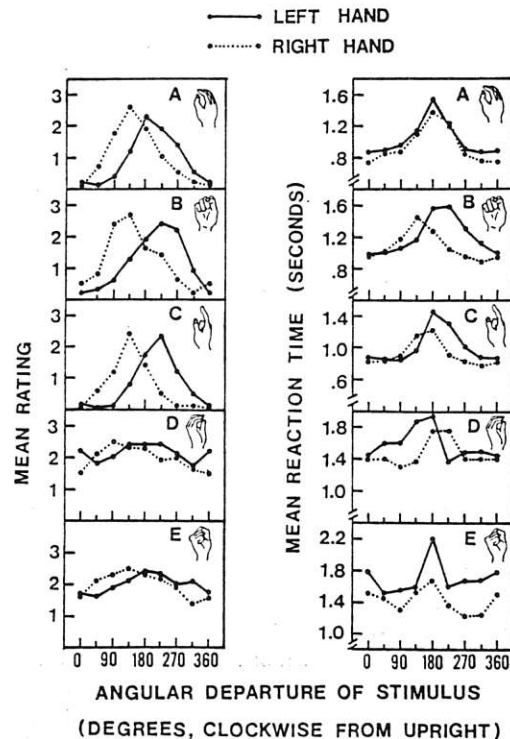 LEFT HAND
RIGHT HAND
A
3
2
1
B
3
2
1
C
3
2
1
D
3
2
1
E
3
2
1
0 90 180 270 360
MEAN RATING
A
1.6
1.2
.8
B
1.6
1.2
.8
C
1.4
1.0
.6
D
1.8
1.4
1.0
E
2.2
1.8
1.4
1.0
0 90 180 270 360
MEAN REACTION TIME (SECONDS)
ANGULAR DEPARTURE OF STIMULUS
(DEGREES, CLOCKWISE FROM UPRIGHT)